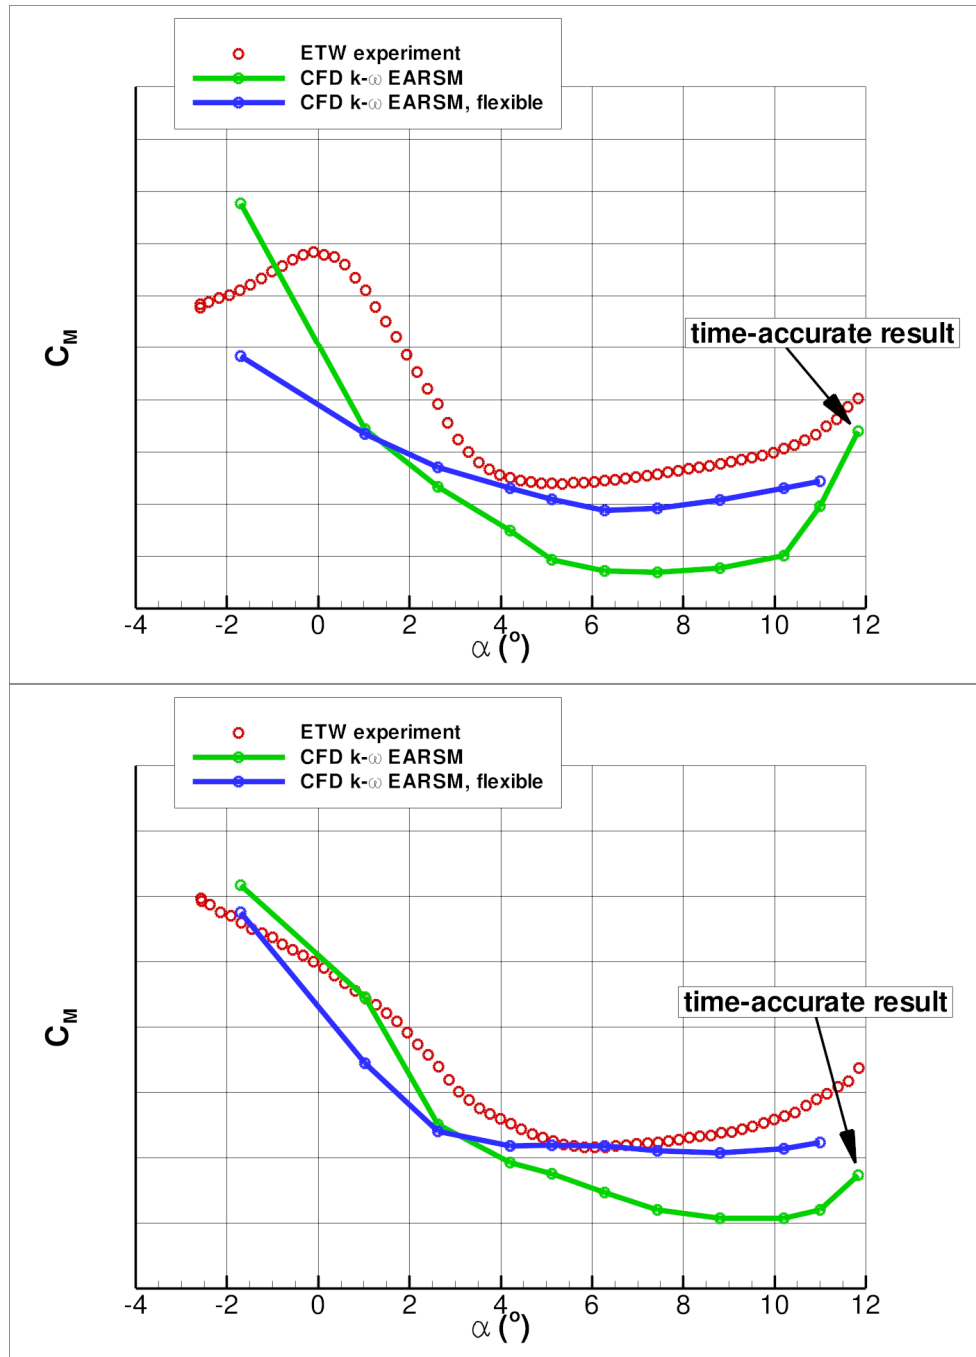 ETW experiment
CFD k-ω EARSM
CFD k-ω EARSM, flexible
time-accurate result
C_M
-4 -2 0 2 4 6 8 10 12
α (°)
ETW experiment
CFD k-ω EARSM
CFD k-ω EARSM, flexible
time-accurate result
C_M
-4 -2 0 2 4 6 8 10 12
α (°)